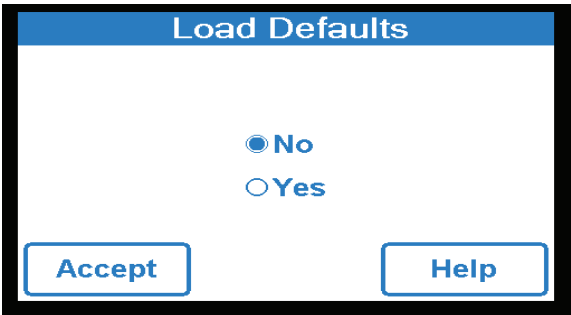 Load Defaults
No
Yes
Accept
Help